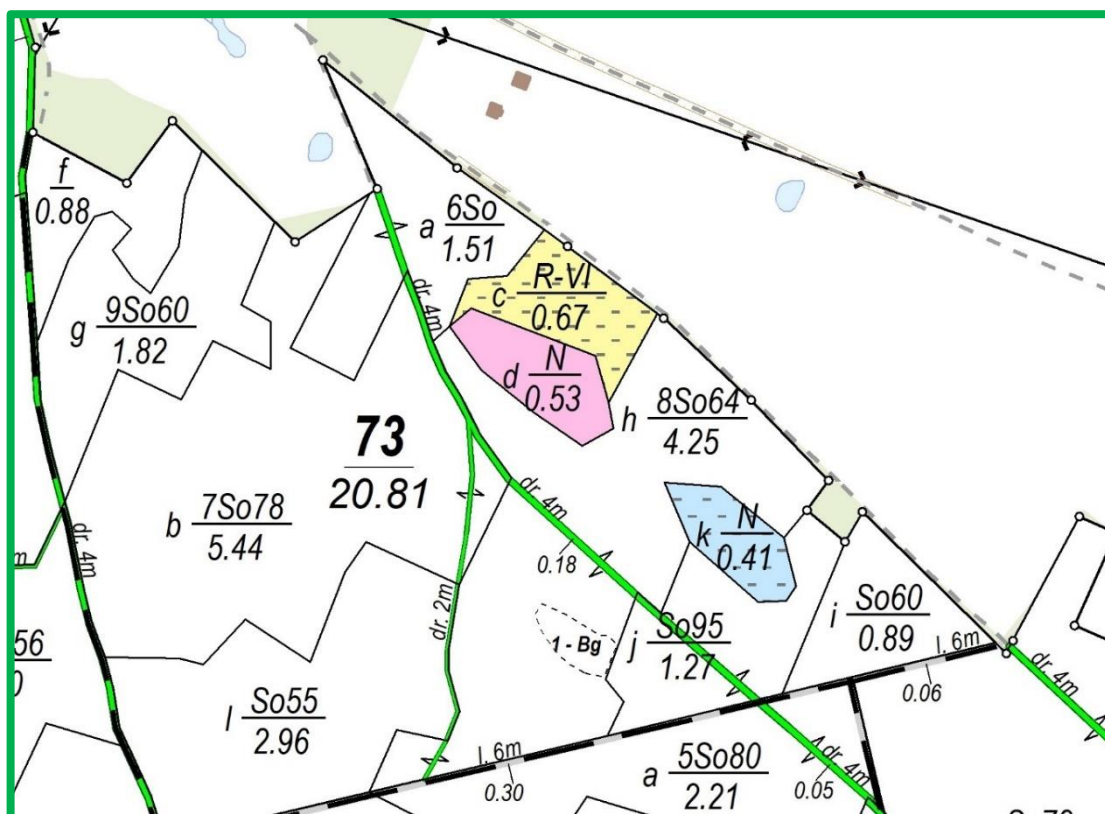 f
0.88
a 6So
1.51
dr. 4m
c R-VI
0.67
g 9So60
1.82
d N
0.53
h 8So64
4.25
73
20.81
b 7So78
5.44
dr. 4m
dr. 4m
0.18
k N
0.41
dr. 2m
i So60
0.89
1 - Bg
j So95
1.27
l. 6m
dr. 4m
0.06
56
l So55
2.96
l. 6m
0.30
a 5So80
2.21
dr. 4m
0.05